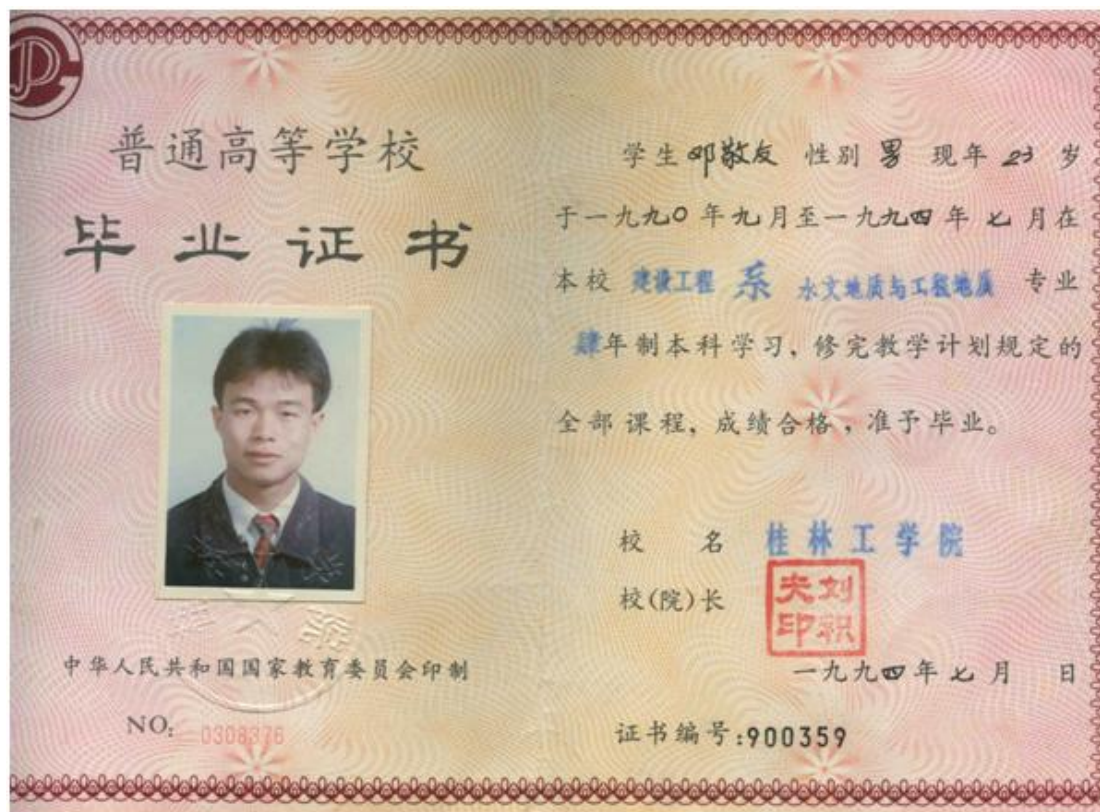 普通高等学校
毕业证书
中华人民共和国国家教育委员会印制
NO: 0308376
学生邓敬友 性别 男 现年 23 岁
于一九九0年九月至一九九四年七月在
本校 建设工程 系 水文地质与工程地质 专业
肆年制本科学习, 修完教学计划规定的
全部课程, 成绩合格, 准予毕业。
校 名 桂林工学院
校(院)长
一九九四年七月 日
证书编号:900359